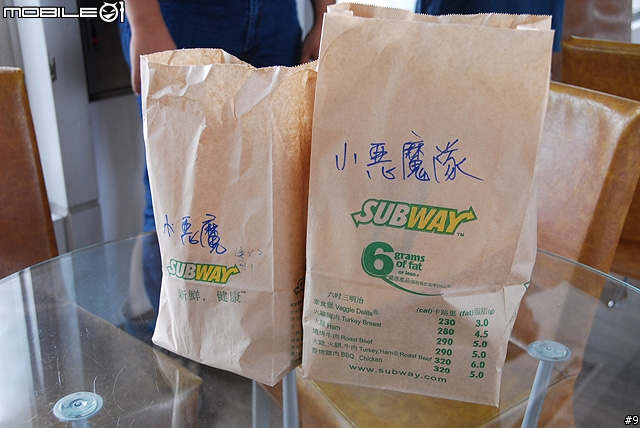 MOBILE01
小惡魔
SUBWAY
新鮮，健康
小惡魔隊
SUBWAY™
6 grams of fat
or less
六吋三明治 (cal)卡路里 (fat)脂肪
素食堡 Veggie Delite® 230 3.0
火雞胸肉 Turkey Breast 280 4.5
火腿 Ham 290 5.0
燒烤牛肉 Roast Beef 290 5.0
火雞,火腿,牛肉 Turkey,Ham&Roast Beef 320 6.0
香烤雞肉 BBQ Chicken 320 5.0
www.subway.com
#9